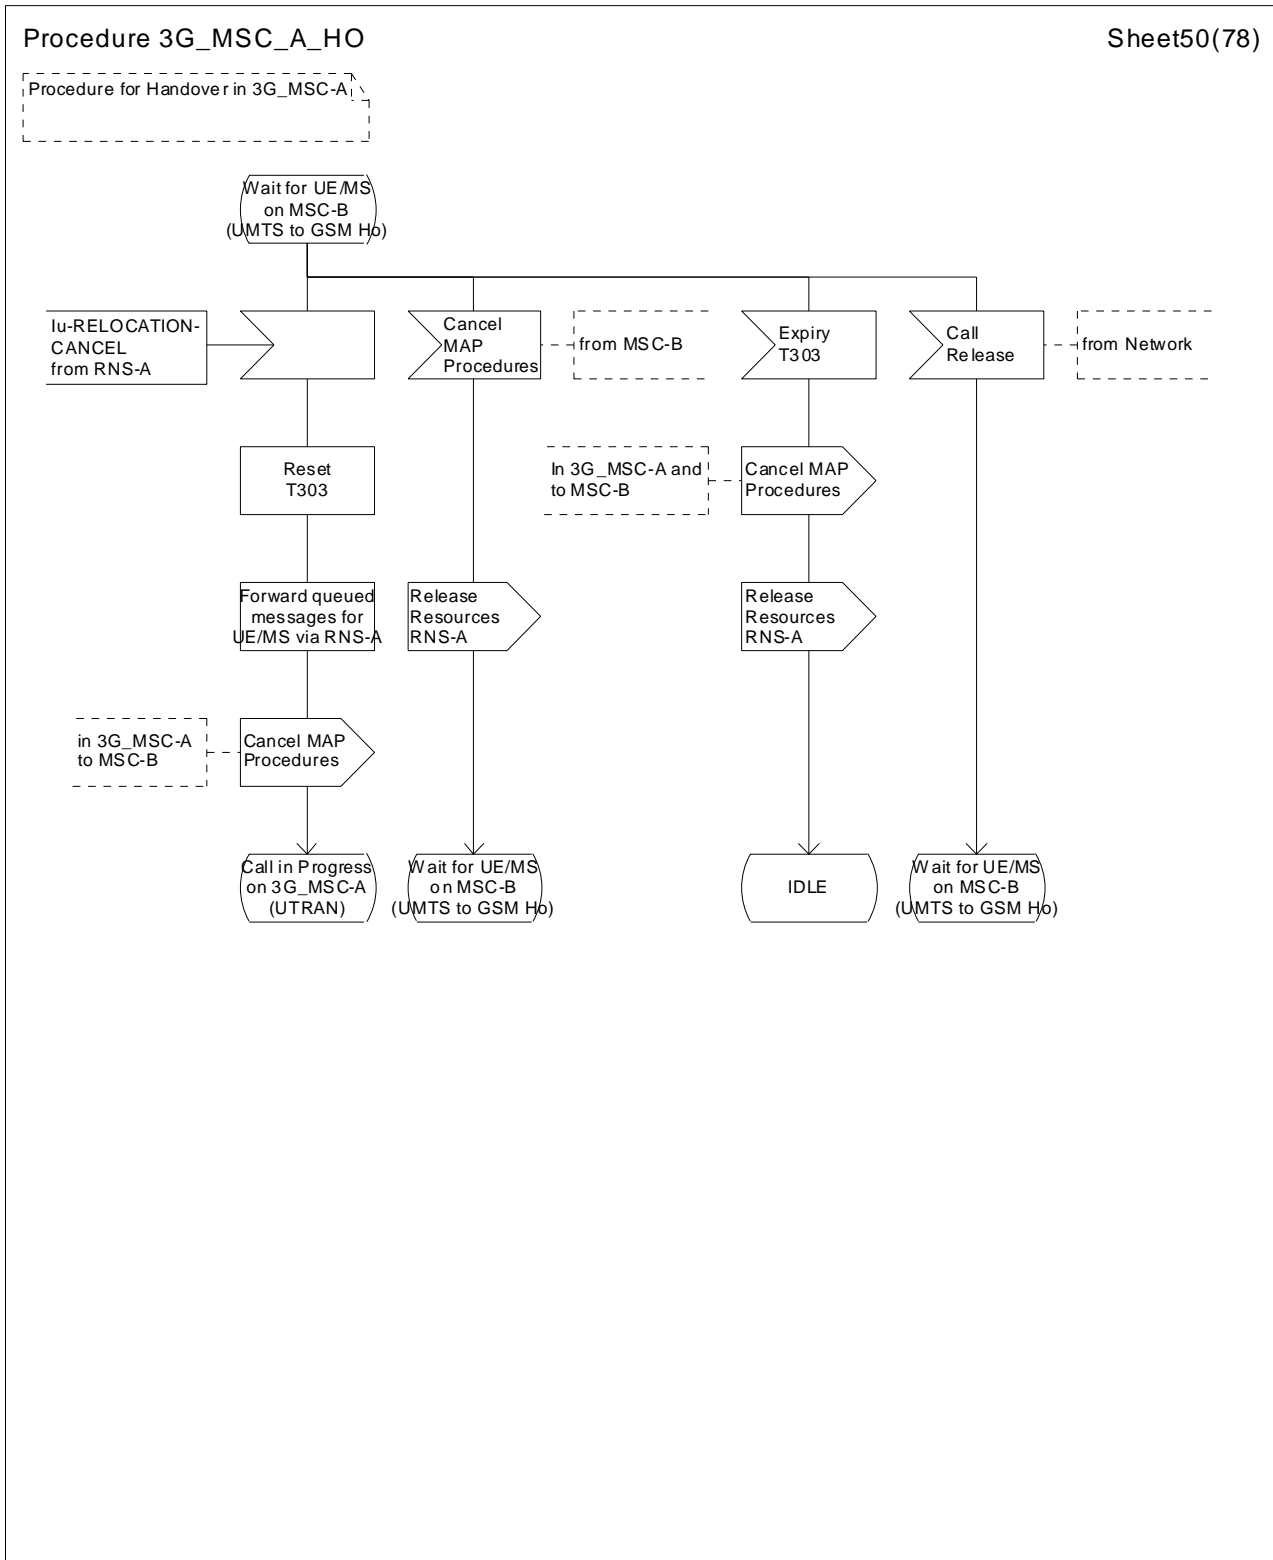 Procedure 3G_MSC_A_HO
Sheet50(78)
Procedure for Handover in 3G_MSC-A
Wait for UE/MS
on MSC-B
(UMTS to GSM Ho)
Iu-RELOCATION-
CANCEL
from RNS-A
Cancel
MAP
Procedures
from MSC-B
Expiry
T303
Call
Release
from Network
Reset
T303
In 3G_MSC-A and
to MSC-B
Cancel MAP
Procedures
Forward queued
messages for
UE/MS via RNS-A
Release
Resources
RNS-A
Release
Resources
RNS-A
in 3G_MSC-A
to MSC-B
Cancel MAP
Procedures
Call in Progress
on 3G_MSC-A
(UTRAN)
Wait for UE/MS
on MSC-B
(UMTS to GSM Ho)
IDLE
Wait for UE/MS
on MSC-B
(UMTS to GSM Ho)